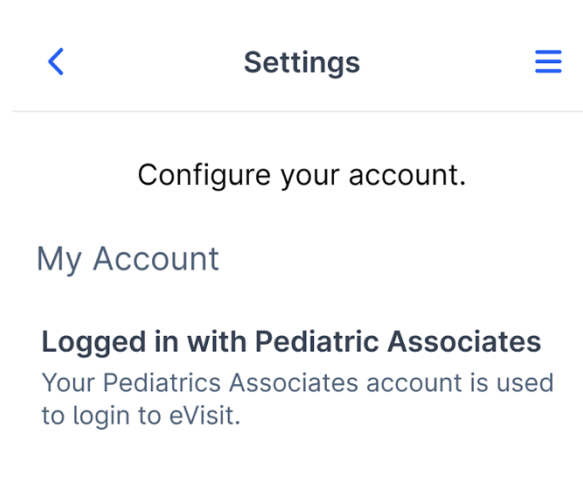 Settings
Configure your account.
My Account
Logged in with Pediatric Associates
Your Pediatrics Associates account is used
to login to eVisit.